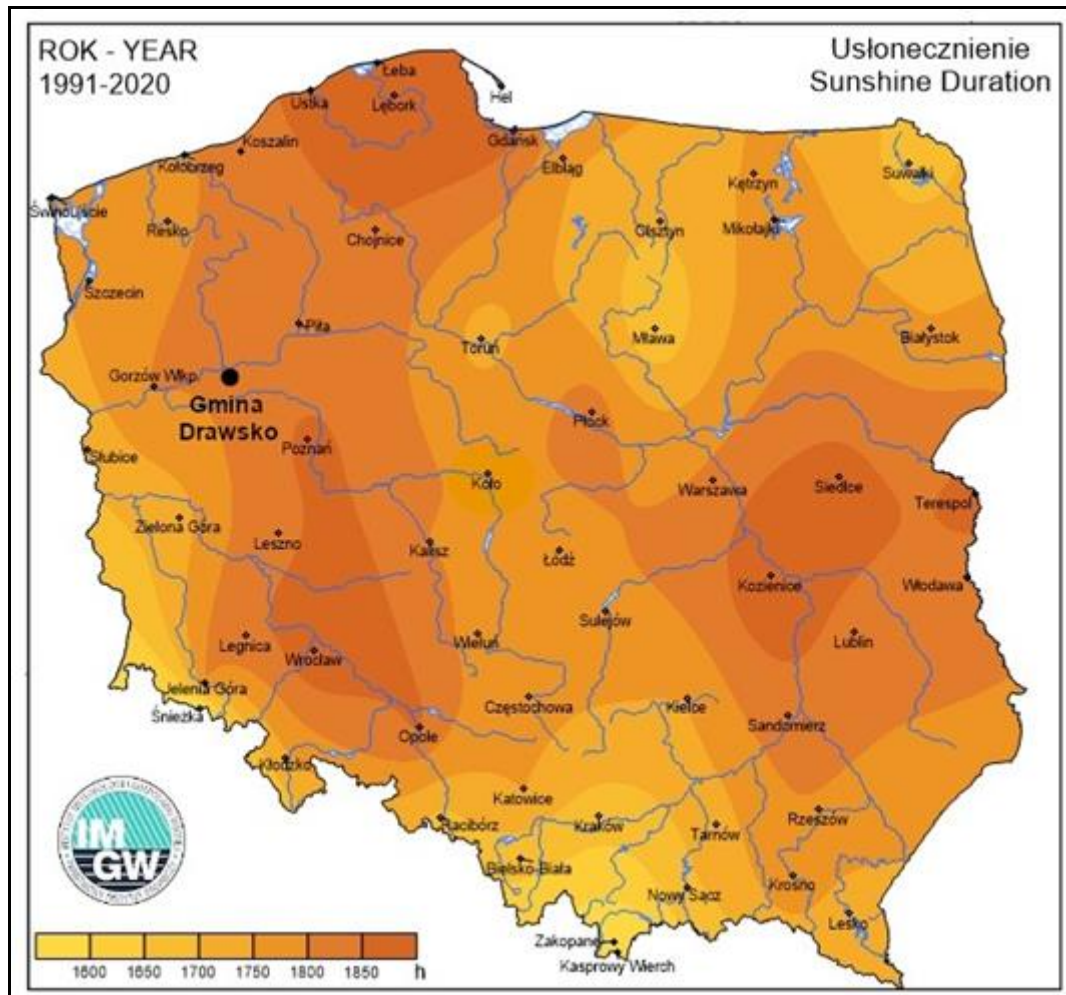 ROK - YEAR
1991-2020
Usłonecznienie
Sunshine Duration
Łeba
Ustka
Lębork
Hel
Koszalin
Gdańsk
Kołobrzeg
Elbląg
Kętrzyn
Suwałki
Świnoujście
Resko
Chojnice
Olsztyn
Mikołajki
Szczecin
Piła
Toruń
Mława
Białystok
Gorzów Wlkp.
Gmina
Drawsko
Płock
Słubice
Poznań
Koło
Warszawa
Siedlce
Terespol
Zielona Góra
Leszno
Kalisz
Łódź
Kozienice
Włodawa
Sulejów
Legnica
Wrocław
Wieluń
Lublin
Jelenia Góra
Śnieżka
Częstochowa
Kielce
Sandomierz
Opole
Kłodzko
Katowice
Racibórz
Kraków
Tarnów
Rzeszów
Bielsko-Biała
Nowy Sącz
Krosno
Lesko
Zakopane
Kasprowy Wierch
IM
GW
1600 1650 1700 1750 1800 1850 h